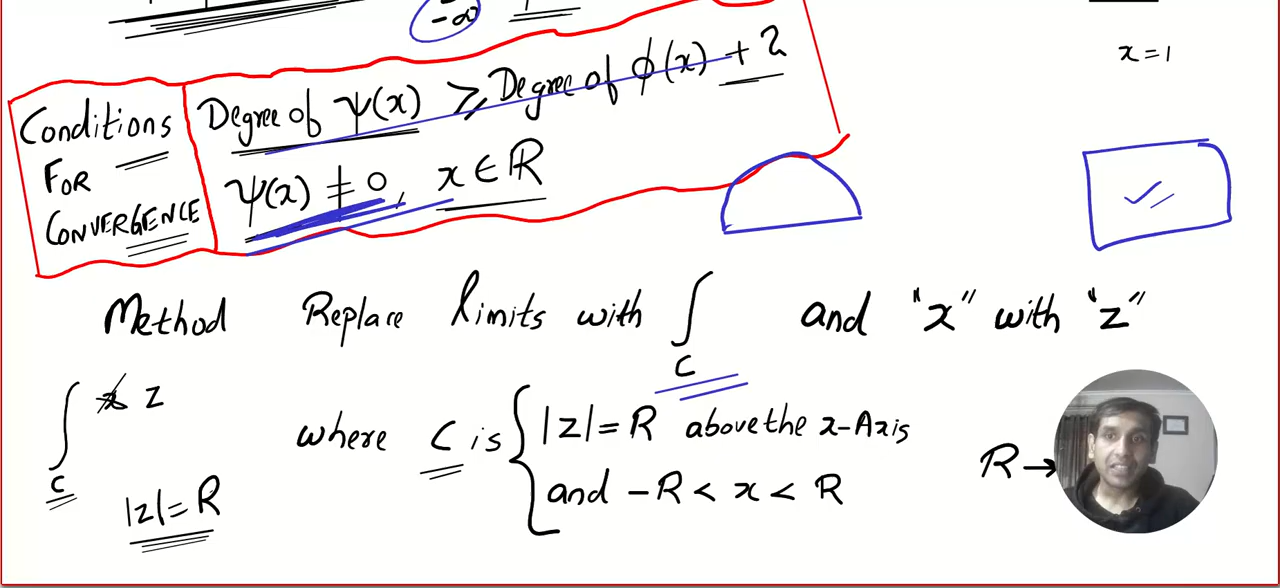 -∞
x = 1
Conditions
FOR
CONVERGENCE
Degree of ψ(x) ⩾ Degree of ϕ(x) + 2
ψ(x) ≠ 0, x ∈ ℝ
Method Replace limits with ∫
C
and "x" with "z"
∫
C
z
|z| = R
where C is { |z| = R above the x-Axis
and -R < x < R
R →